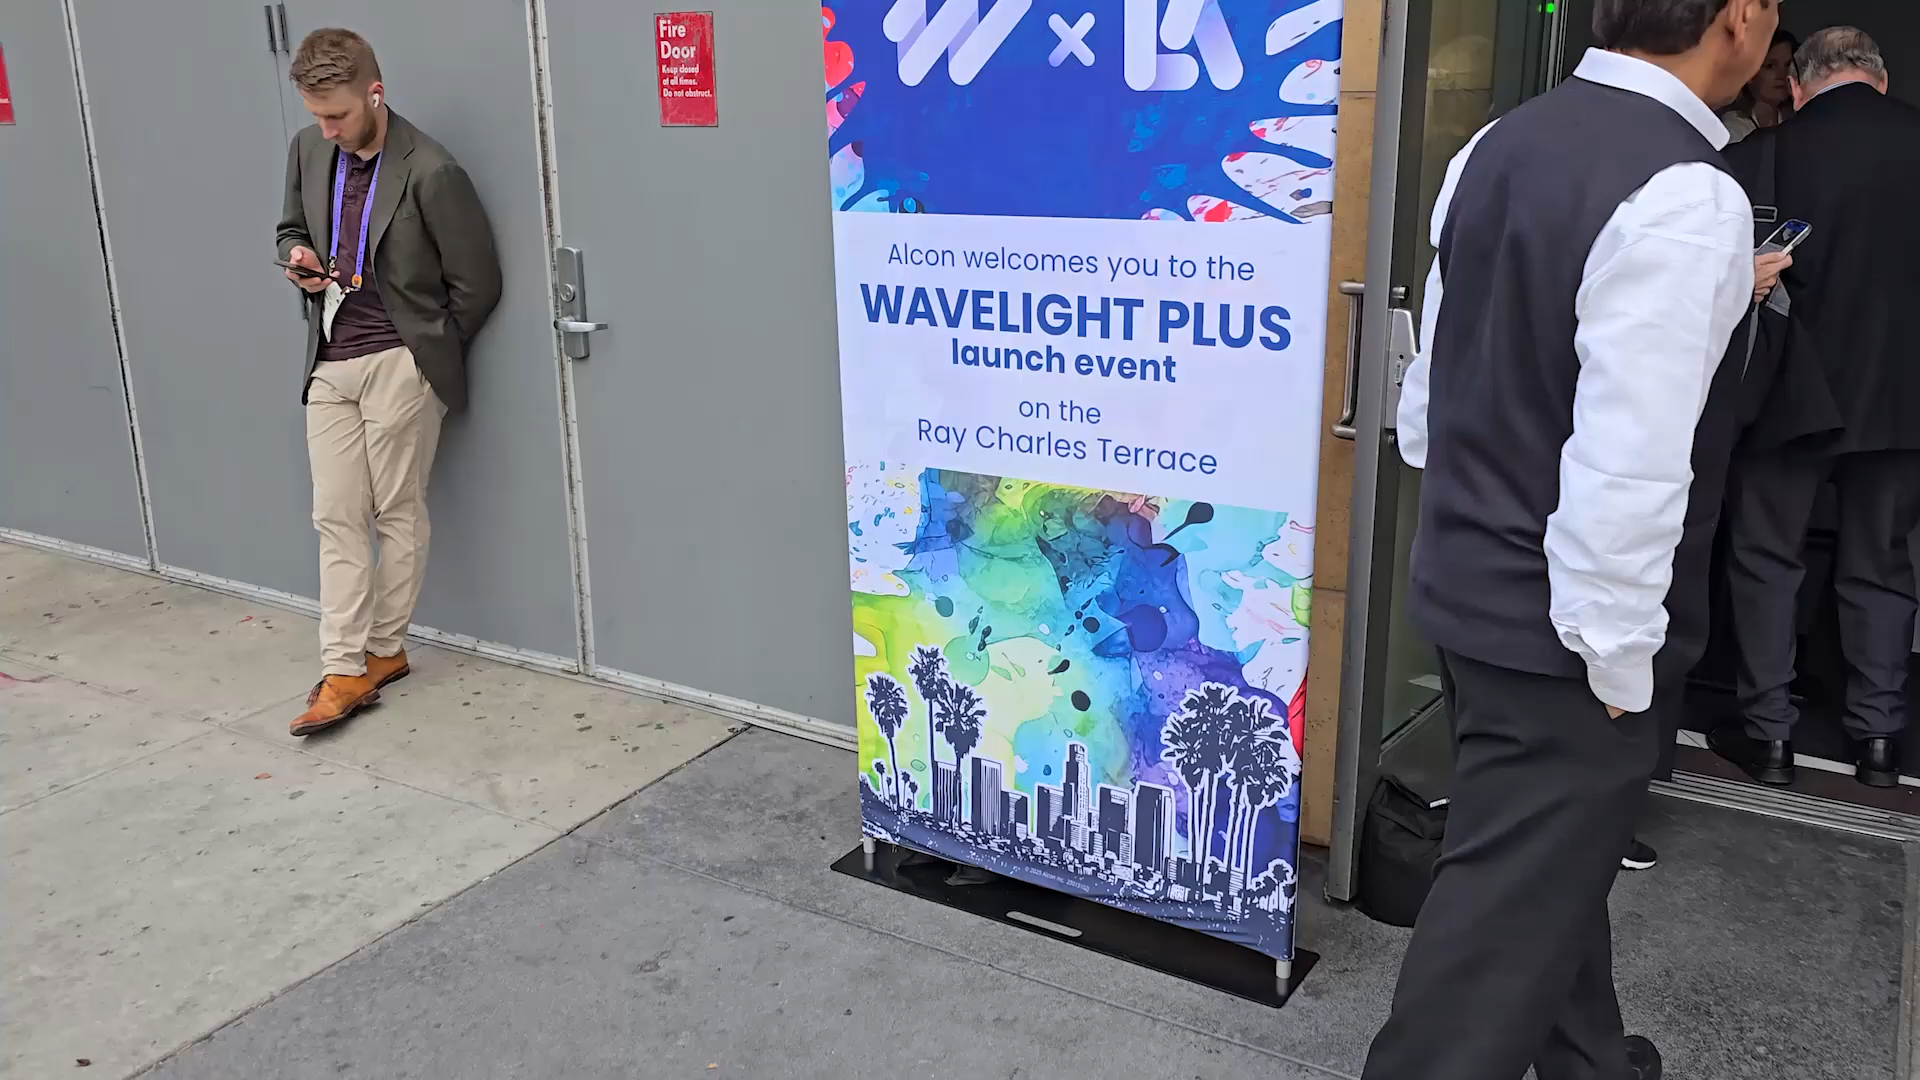 Fire
Door
Keep closed
at all times.
Do not obstruct.
W x LA
Alcon welcomes you to the
WAVELIGHT PLUS
launch event
on the
Ray Charles Terrace